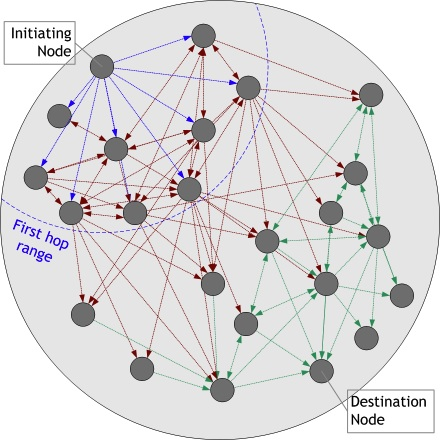 Initiating
Node
First hop
range
Destination
Node